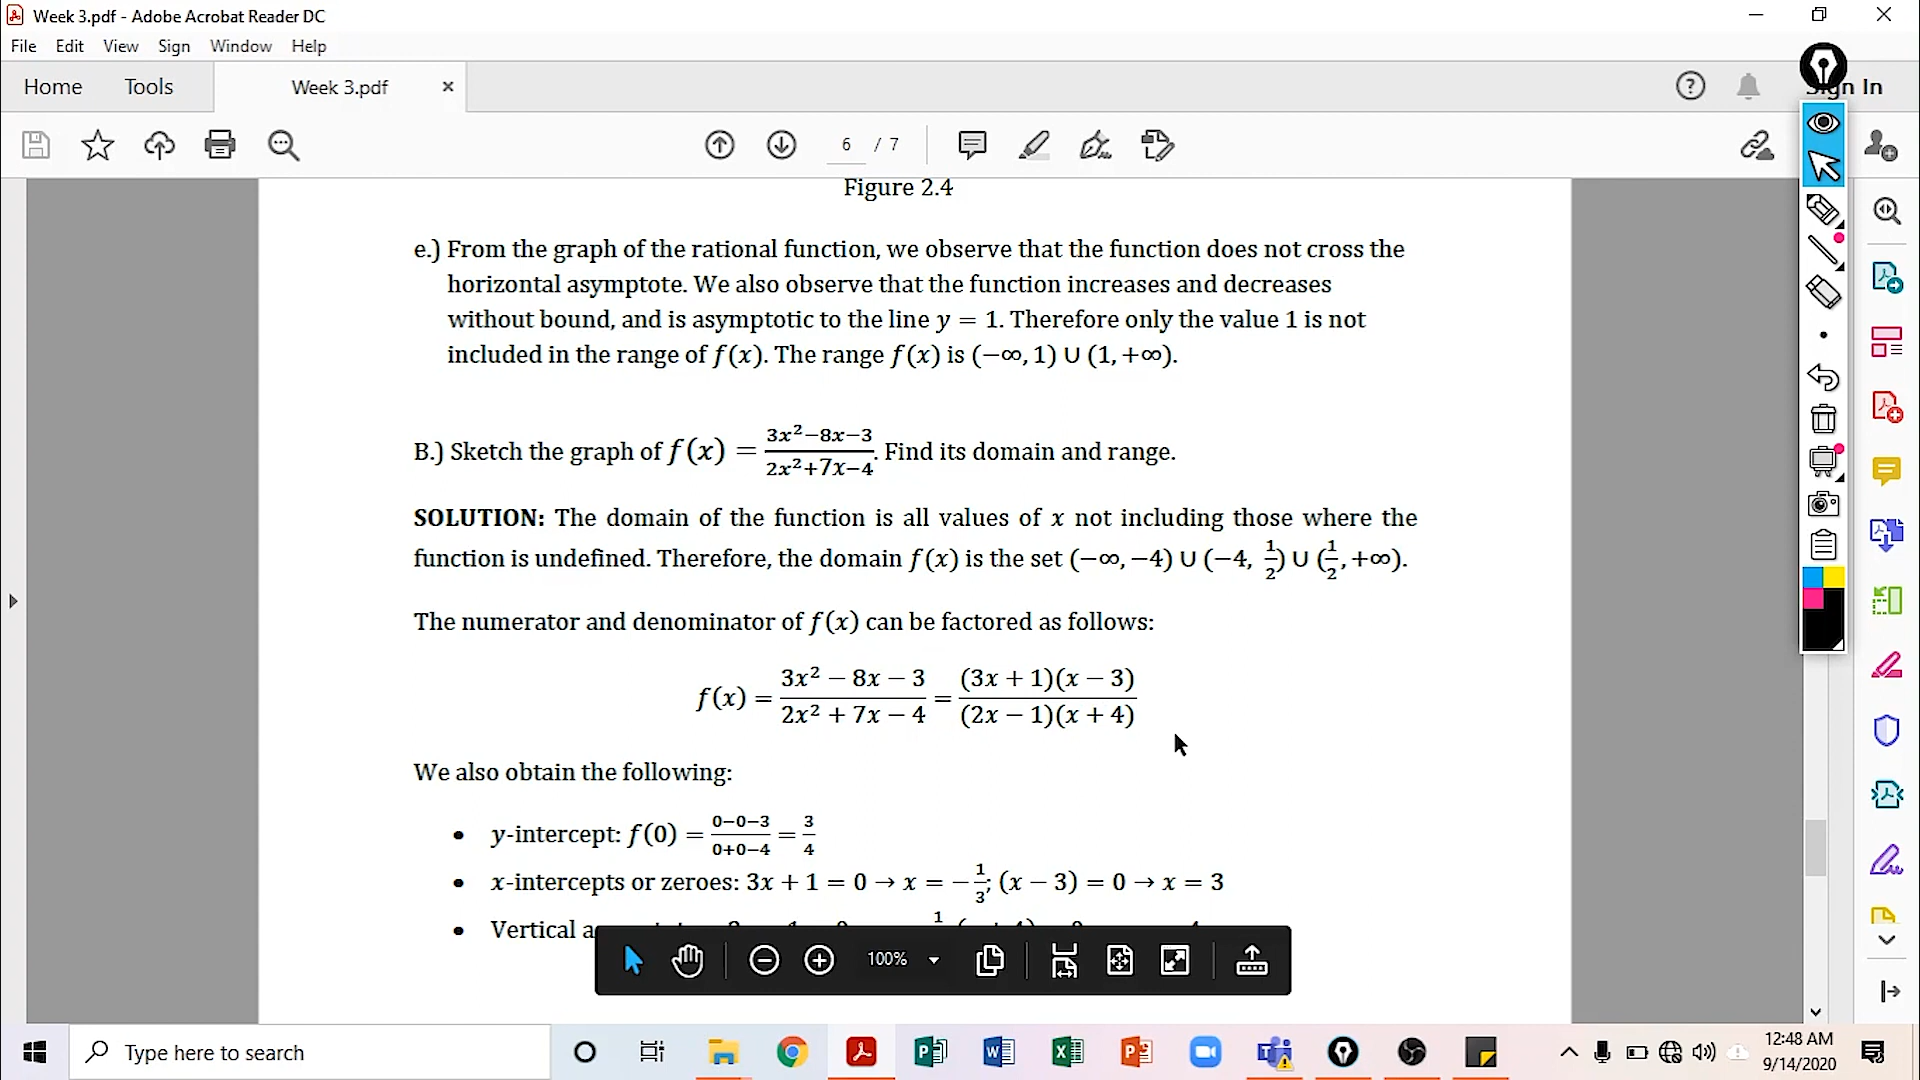 Week 3.pdf - Adobe Acrobat Reader DC
File Edit View Sign Window Help
Home Tools Week 3.pdf × Sign In
6 / 7
Figure 2.4
e.) From the graph of the rational function, we observe that the function does not cross the
horizontal asymptote. We also observe that the function increases and decreases
without bound, and is asymptotic to the line y = 1. Therefore only the value 1 is not
included in the range of f(x). The range f(x) is (−∞, 1) ∪ (1, +∞).
B.) Sketch the graph of f(x) = (3x²−8x−3)/(2x²+7x−4). Find its domain and range.
SOLUTION: The domain of the function is all values of x not including those where the
function is undefined. Therefore, the domain f(x) is the set (−∞, −4) ∪ (−4, 1/2) ∪ (1/2, +∞).
The numerator and denominator of f(x) can be factored as follows:
f(x) = (3x² − 8x − 3)/(2x² + 7x − 4) = (3x + 1)(x − 3)/(2x − 1)(x + 4)
We also obtain the following:
• y-intercept: f(0) = (0−0−3)/(0+0−4) = 3/4
• x-intercepts or zeroes: 3x + 1 = 0 → x = −1/3; (x − 3) = 0 → x = 3
• Vertical
100%
Type here to search
12:48 AM
9/14/2020